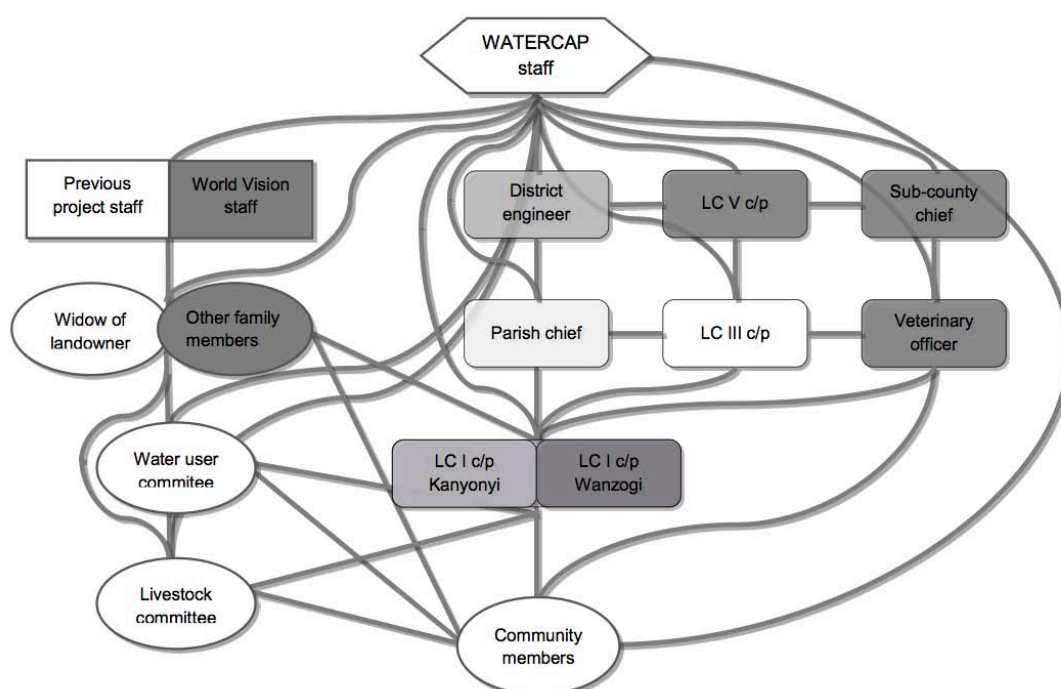 WATERCAP
staff
Previous
project staff
World Vision
staff
District
engineer
LC V c/p
Sub-county
chief
Widow of
landowner
Other family
members
Parish chief
LC III c/p
Veterinary
officer
Water user
commitee
LC I c/p
Kanyonyi
LC I c/p
Wanzogi
Livestock
committee
Community
members